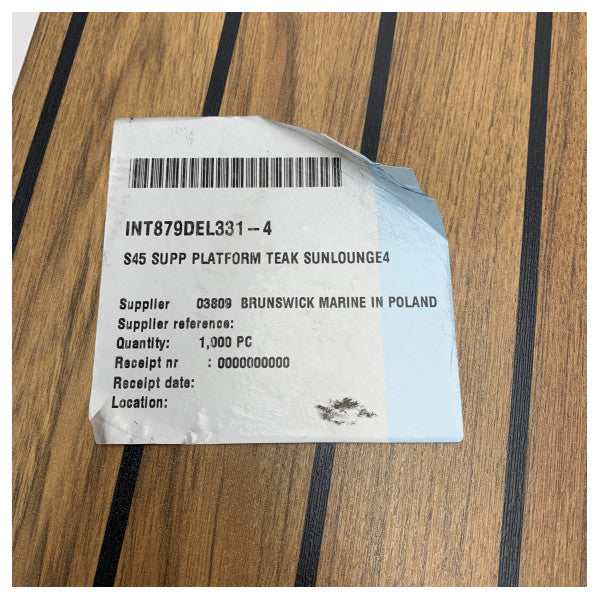 INT879DEL331-4
S45 SUPP PLATFORM TEAK SUNLOUNGE4
Supplier 03809 BRUNSWICK MARINE IN POLAND
Supplier reference:
Quantity: 1,000 PC
Receipt nr : 0000000000
Receipt date:
Location: